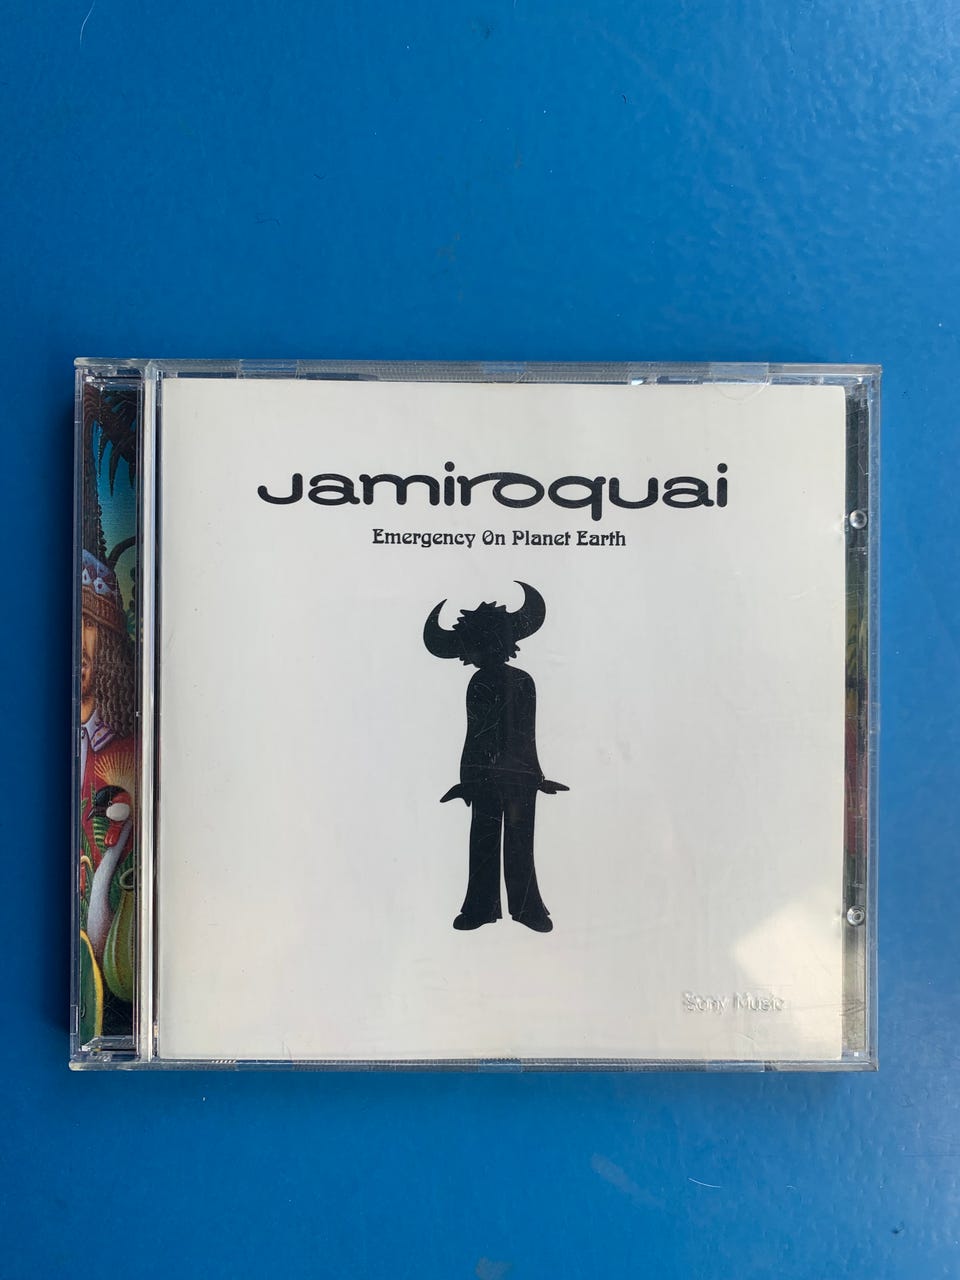 Jamiroquai
Emergency On Planet Earth
Sony Music